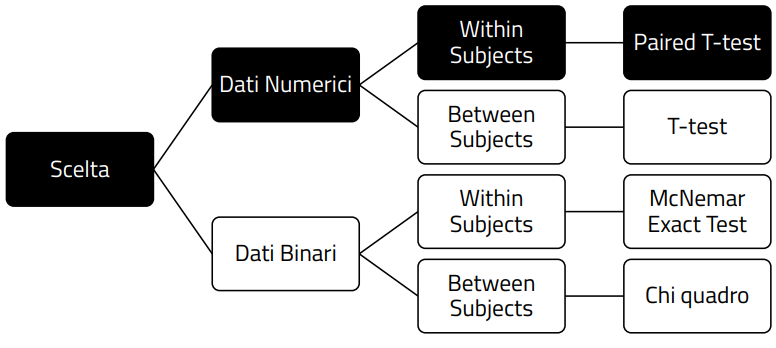 Scelta
Dati Numerici
Within
Subjects
Paired T-test
Between
Subjects
T-test
Dati Binari
Within
Subjects
McNemar
Exact Test
Between
Subjects
Chi quadro